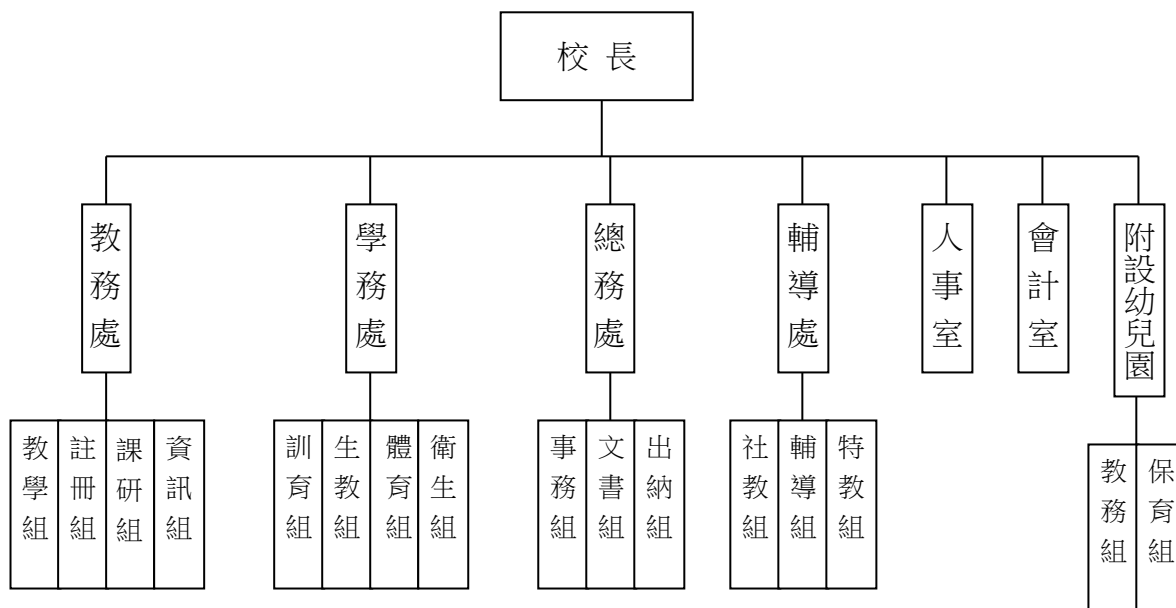 校長
教務處
學務處
總務處
輔導處
人事室
會計室
附設幼兒園
教學組
註冊組
課研組
資訊組
訓育組
生教組
體育組
衛生組
事務組
文書組
出納組
社教組
輔導組
特教組
教務組
保育組